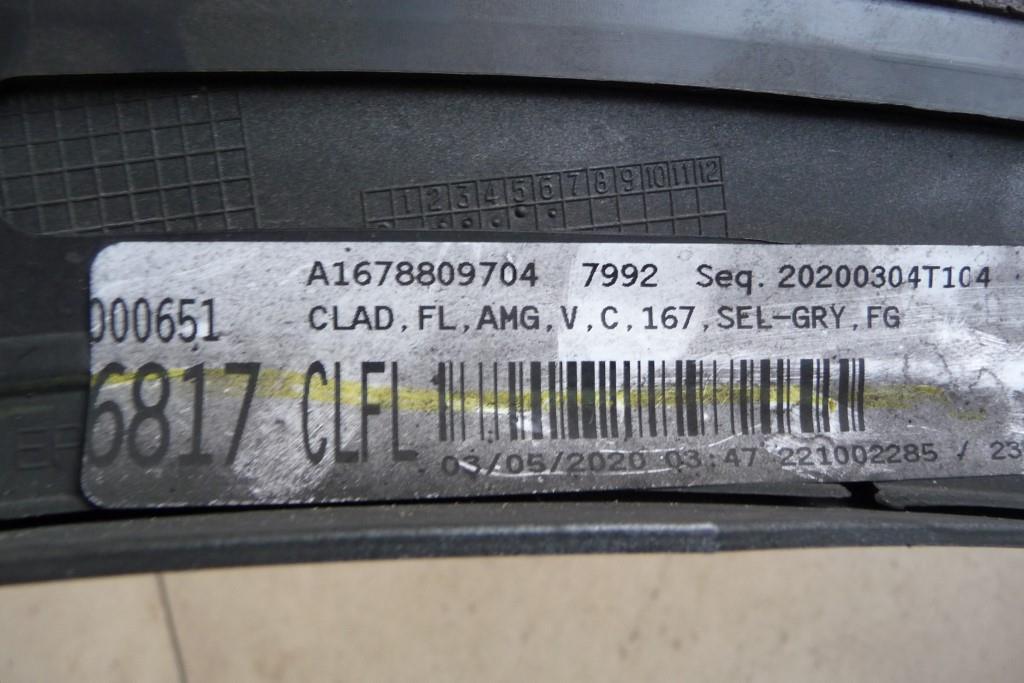 1 2 3 4 5 6 7 8 9 10 11 12
A1678809704 7992 Seq. 20200304T104
000651 CLAD,FL,AMG,V,C,167,SEL-GRY,FG
6817 CLFL
03/05/2020 03:47 221002285 / 23